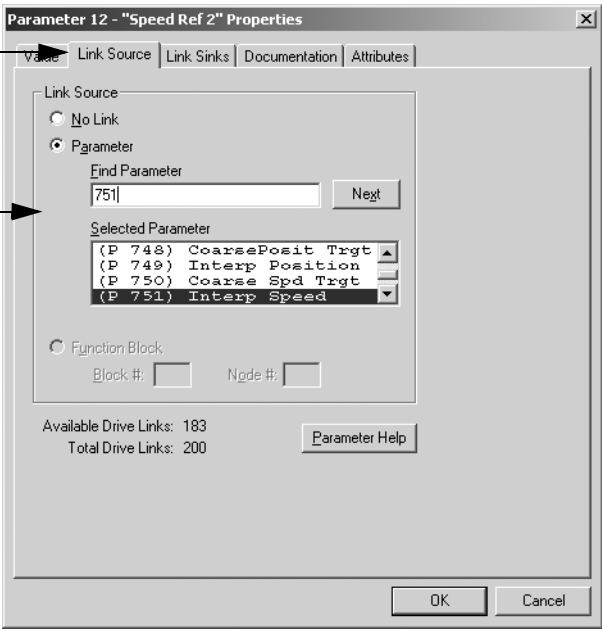 Parameter 12 - "Speed Ref 2" Properties
Value Link Source Link Sinks Documentation Attributes
Link Source
No Link
Parameter
Find Parameter
751 Next
Selected Parameter
(P 748) CoarsePosit Trgt
(P 749) Interp Position
(P 750) Coarse Spd Trgt
(P 751) Interp Speed
Function Block
Block #: Node #:
Available Drive Links: 183
Total Drive Links: 200
Parameter Help
OK Cancel